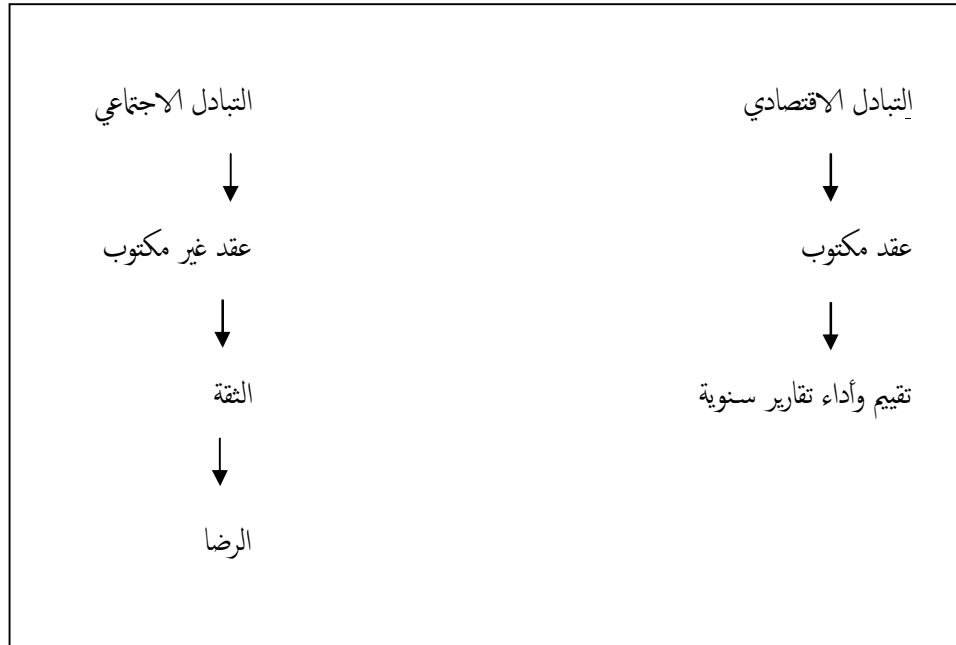 التبادل الاقتصادي
التبادل الاجتماعي
عقد مكتوب
عقد غير مكتوب
تقييم وأداء تقارير سنوية
الثقة
الرضا